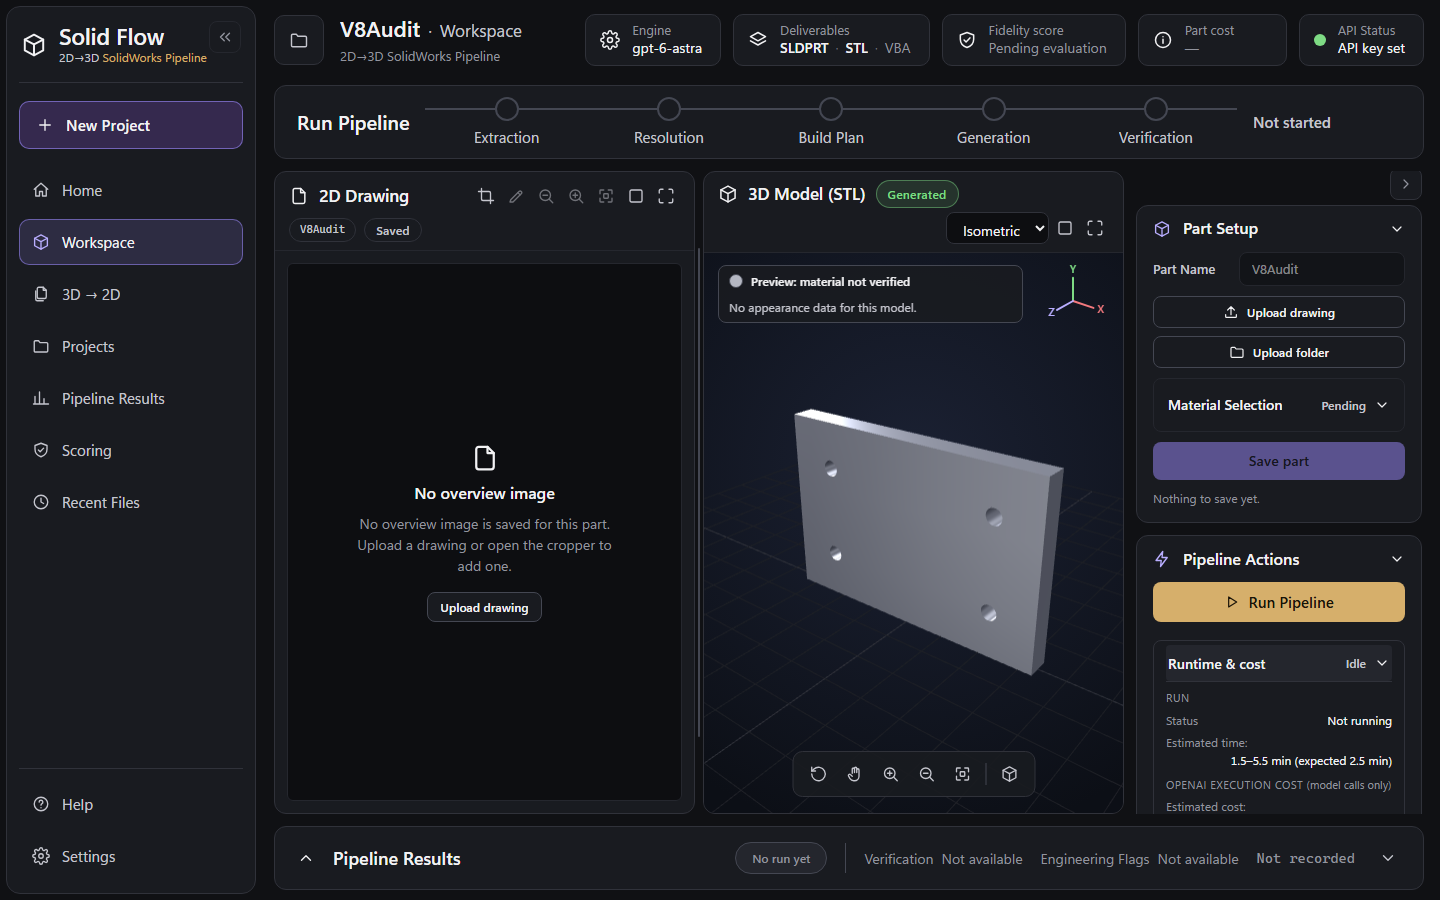 Solid Flow
2D→3D SolidWorks Pipeline
New Project
Home
Workspace
3D → 2D
Projects
Pipeline Results
Scoring
Recent Files
Help
Settings
V8Audit · Workspace
2D→3D SolidWorks Pipeline
Engine
gpt-6-astra
Deliverables
SLDPRT · STL · VBA
Fidelity score
Pending evaluation
Part cost
—
API Status
API key set
Run Pipeline
Extraction
Resolution
Build Plan
Generation
Verification
Not started
2D Drawing
V8Audit
Saved
No overview image
No overview image is saved for this part.
Upload a drawing or open the cropper to
add one.
Upload drawing
3D Model (STL)
Generated
Isometric
Preview: material not verified
No appearance data for this model.
Y
Z
X
Part Setup
Part Name
V8Audit
Upload drawing
Upload folder
Material Selection
Pending
Save part
Nothing to save yet.
Pipeline Actions
Run Pipeline
Runtime & cost
Idle
RUN
Status
Not running
Estimated time:
1.5–5.5 min (expected 2.5 min)
OPENAI EXECUTION COST (model calls only)
Estimated cost:
Pipeline Results
No run yet
Verification Not available
Engineering Flags Not available
Not recorded